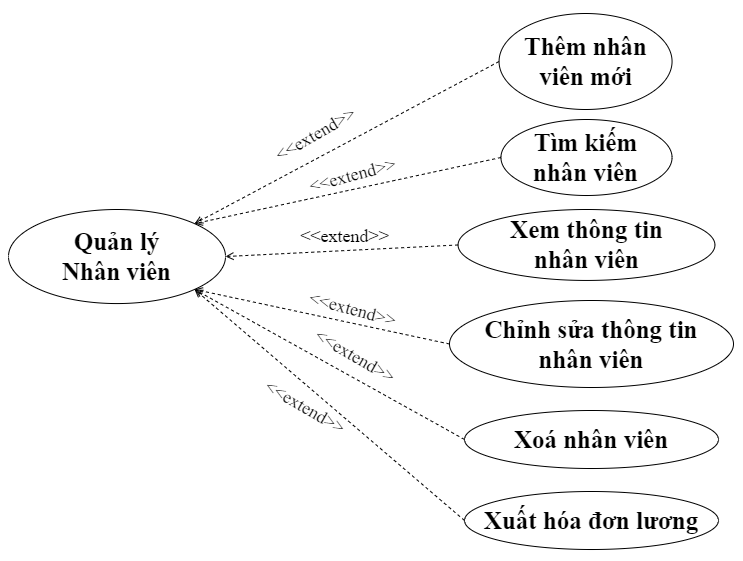 Thêm nhân
viên mới
<<extend>>
Tìm kiếm
nhân viên
<<extend>>
Quản lý
Nhân viên
<<extend>>
Xem thông tin
nhân viên
<<extend>>
Chỉnh sửa thông tin
nhân viên
<<extend>>
Xoá nhân viên
<<extend>>
Xuất hóa đơn lương